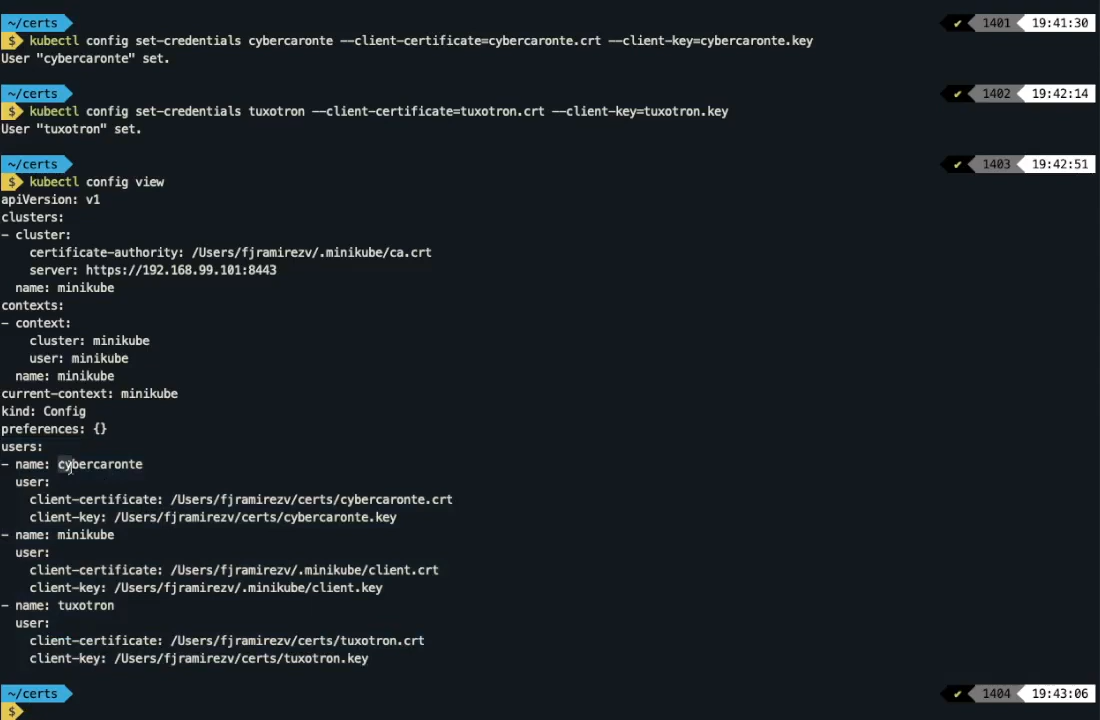 ~/certs ✔ 1401 19:41:30
$ kubectl config set-credentials cybercaronte --client-certificate=cybercaronte.crt --client-key=cybercaronte.key
User "cybercaronte" set.
~/certs ✔ 1402 19:42:14
$ kubectl config set-credentials tuxotron --client-certificate=tuxotron.crt --client-key=tuxotron.key
User "tuxotron" set.
~/certs ✔ 1403 19:42:51
$ kubectl config view
apiVersion: v1
clusters:
- cluster:
    certificate-authority: /Users/fjramirezv/.minikube/ca.crt
    server: https://192.168.99.101:8443
  name: minikube
contexts:
- context:
    cluster: minikube
    user: minikube
  name: minikube
current-context: minikube
kind: Config
preferences: {}
users:
- name: cybercaronte
  user:
    client-certificate: /Users/fjramirezv/certs/cybercaronte.crt
    client-key: /Users/fjramirezv/certs/cybercaronte.key
- name: minikube
  user:
    client-certificate: /Users/fjramirezv/.minikube/client.crt
    client-key: /Users/fjramirezv/.minikube/client.key
- name: tuxotron
  user:
    client-certificate: /Users/fjramirezv/certs/tuxotron.crt
    client-key: /Users/fjramirezv/certs/tuxotron.key
~/certs ✔ 1404 19:43:06
$